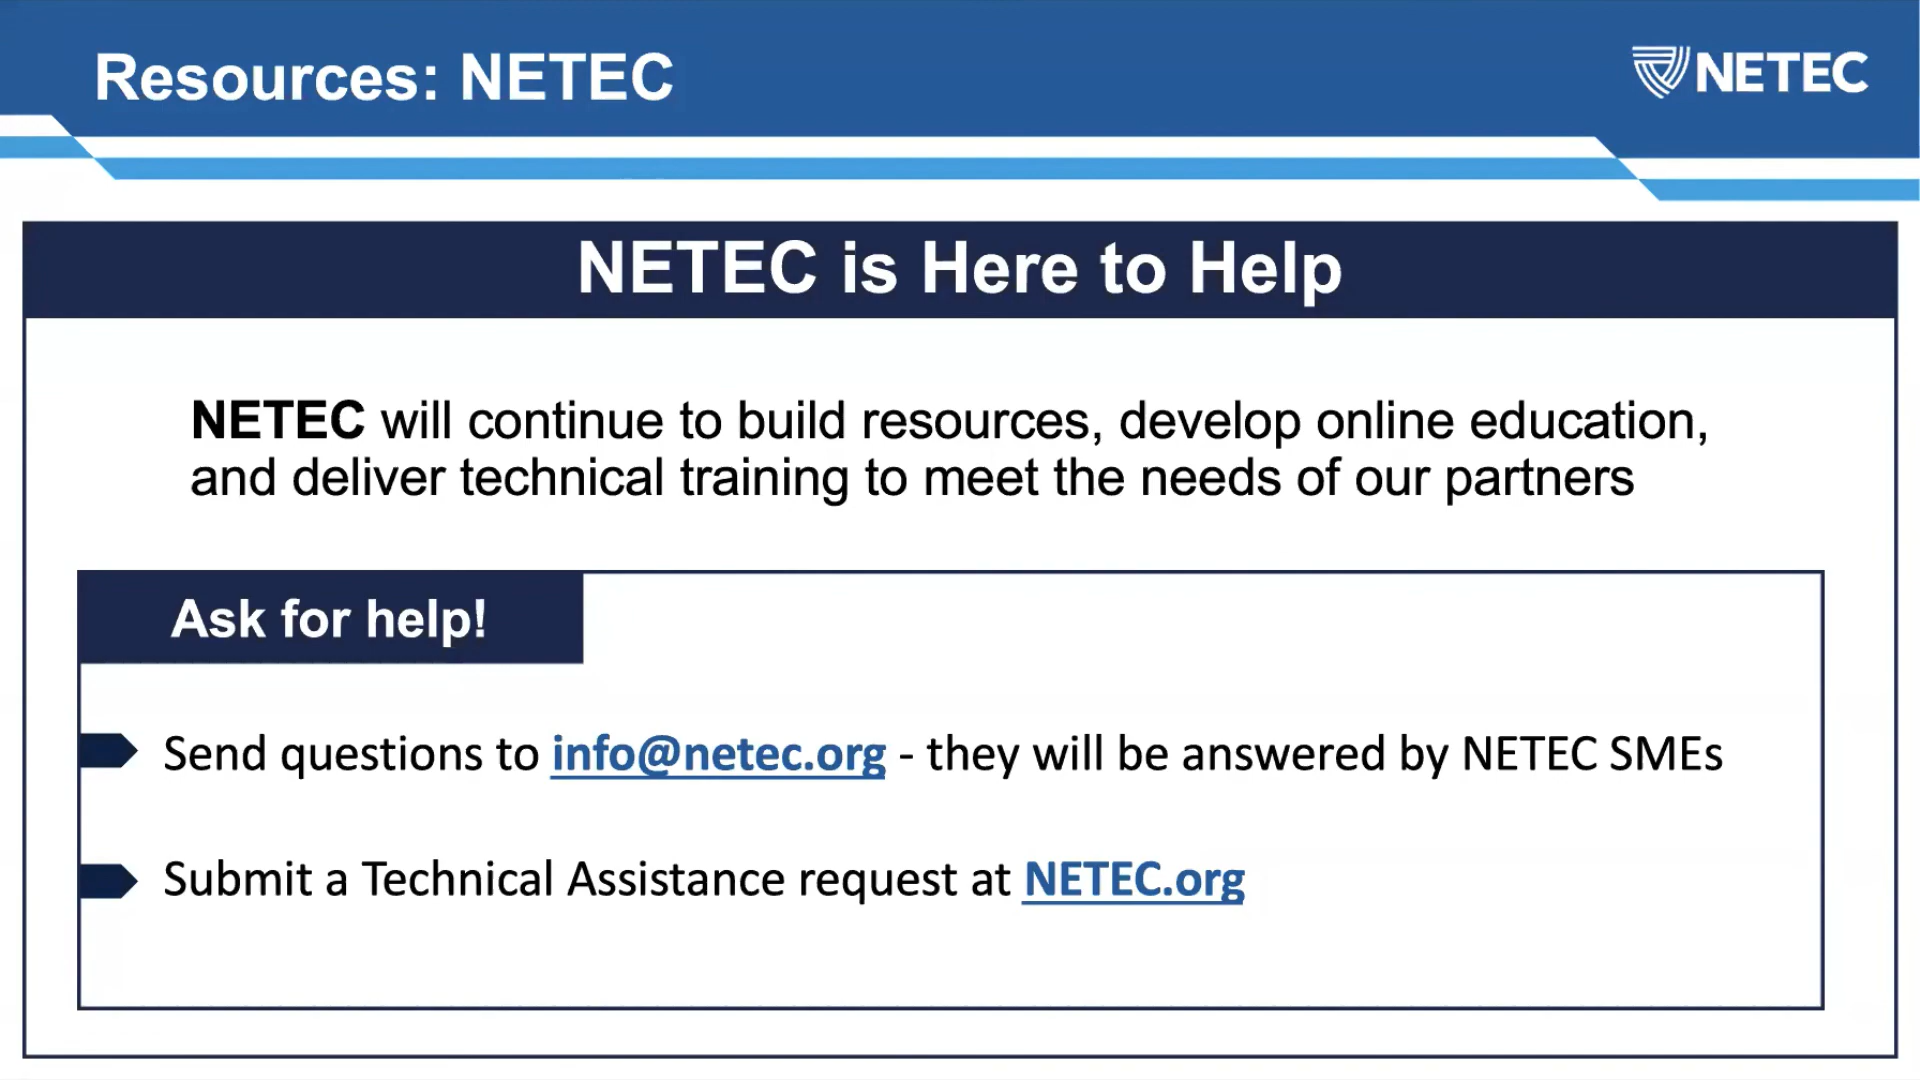 Resources: NETEC
NETEC
NETEC is Here to Help
NETEC will continue to build resources, develop online education,
and deliver technical training to meet the needs of our partners
Ask for help!
Send questions to info@netec.org - they will be answered by NETEC SMEs
Submit a Technical Assistance request at NETEC.org